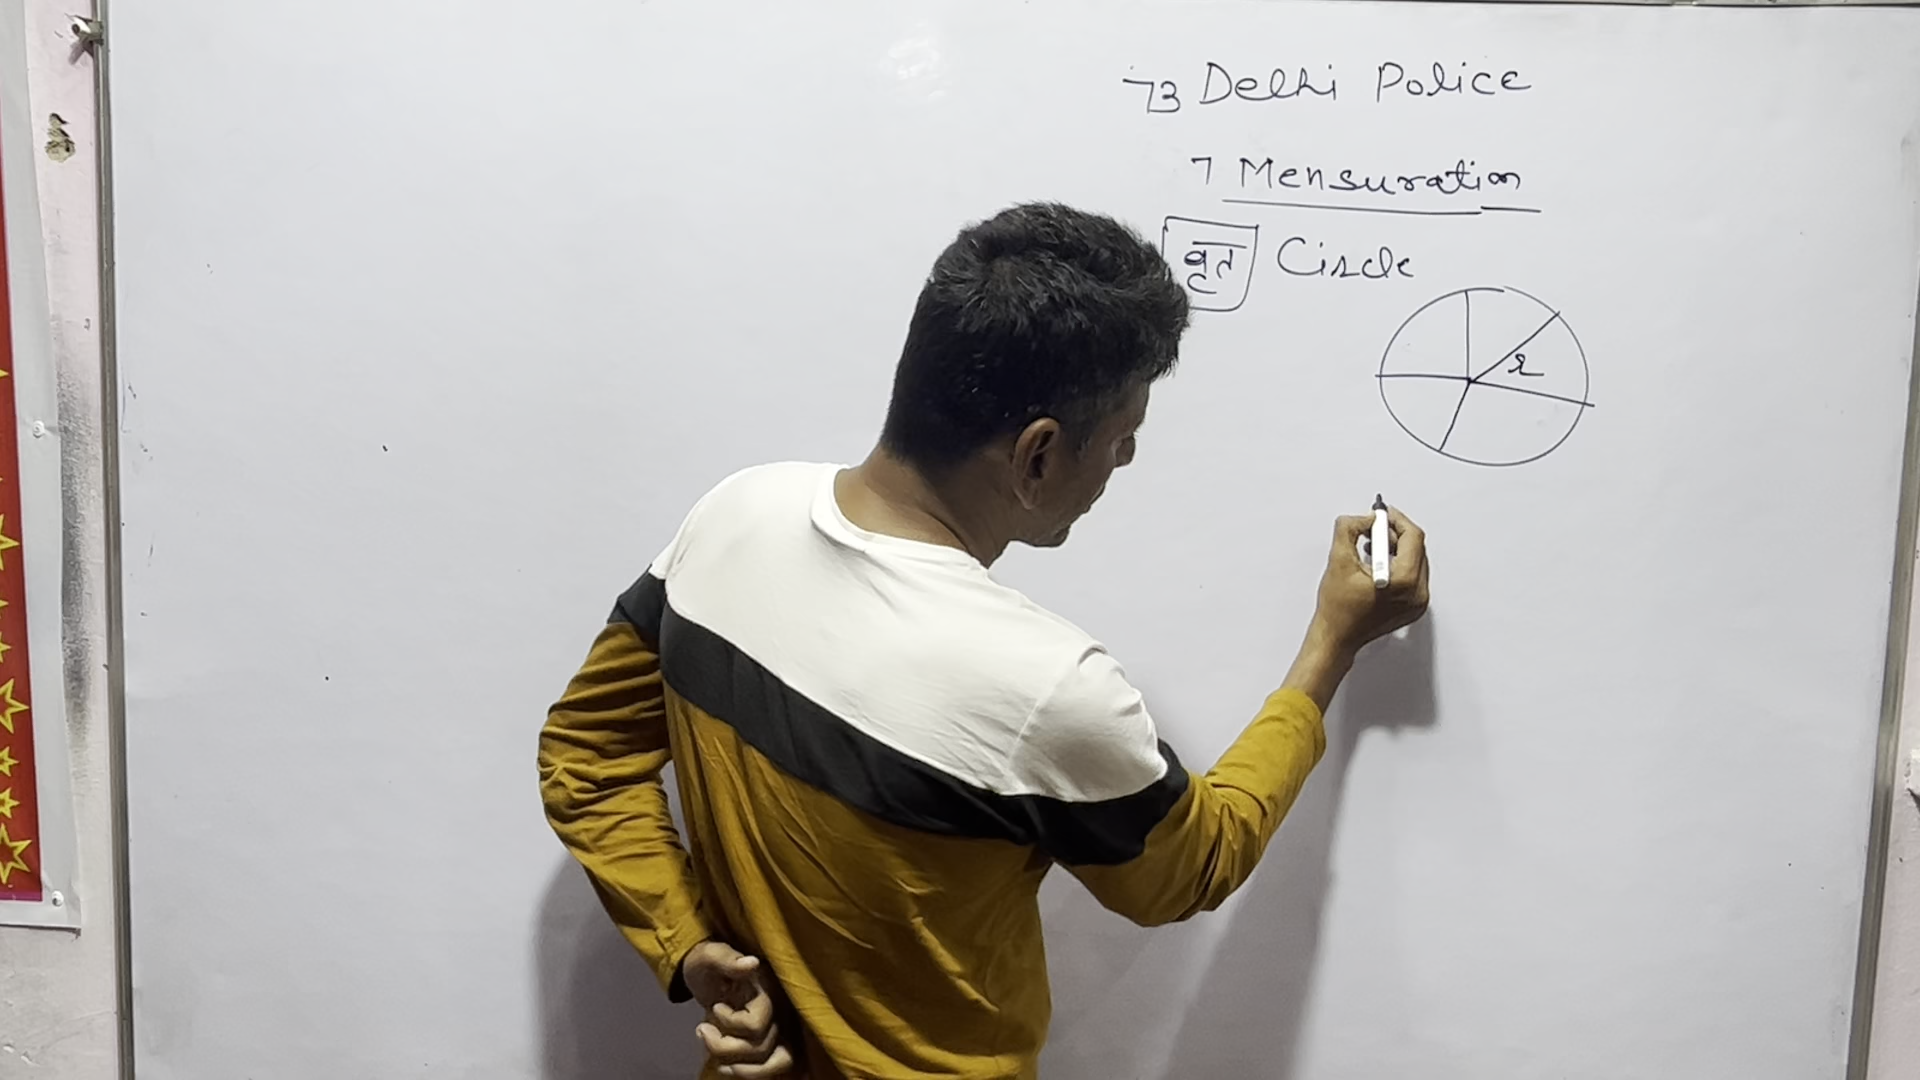 73 Delhi Police
7 Mensuration
वृत Circle
r